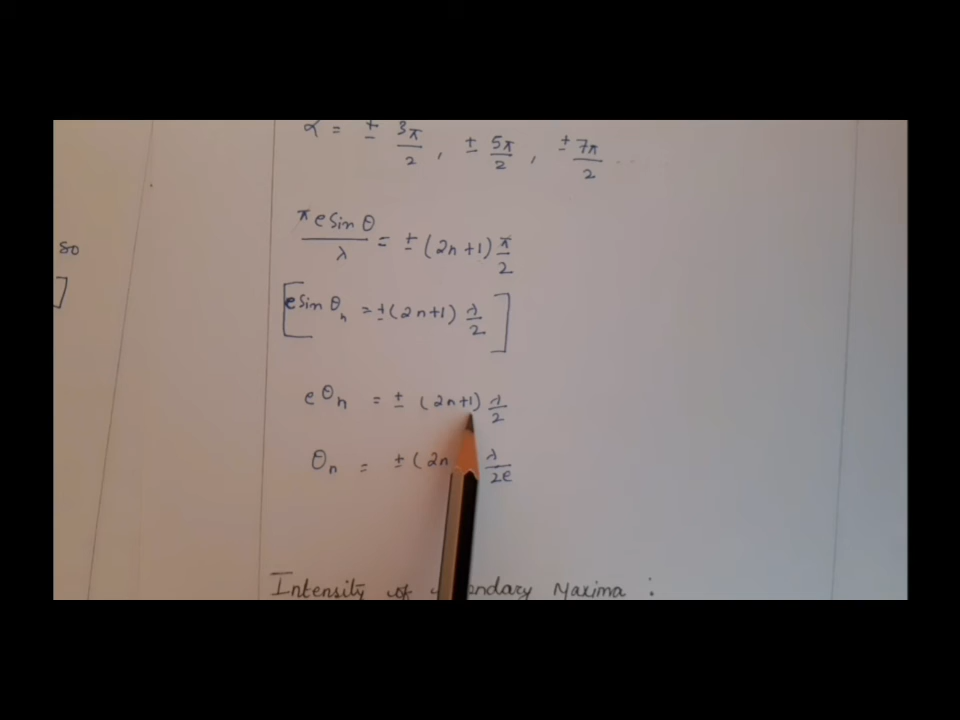 α = ± 3π/2, ± 5π/2, ± 7π/2 ...
so
π e Sin θ / λ = ± (2n+1) π/2
]
[e Sin θn = ± (2n+1) λ/2]
e θn = ± (2n+1) λ/2
θn = ± (2n λ/2e
Intensity of Maxima :